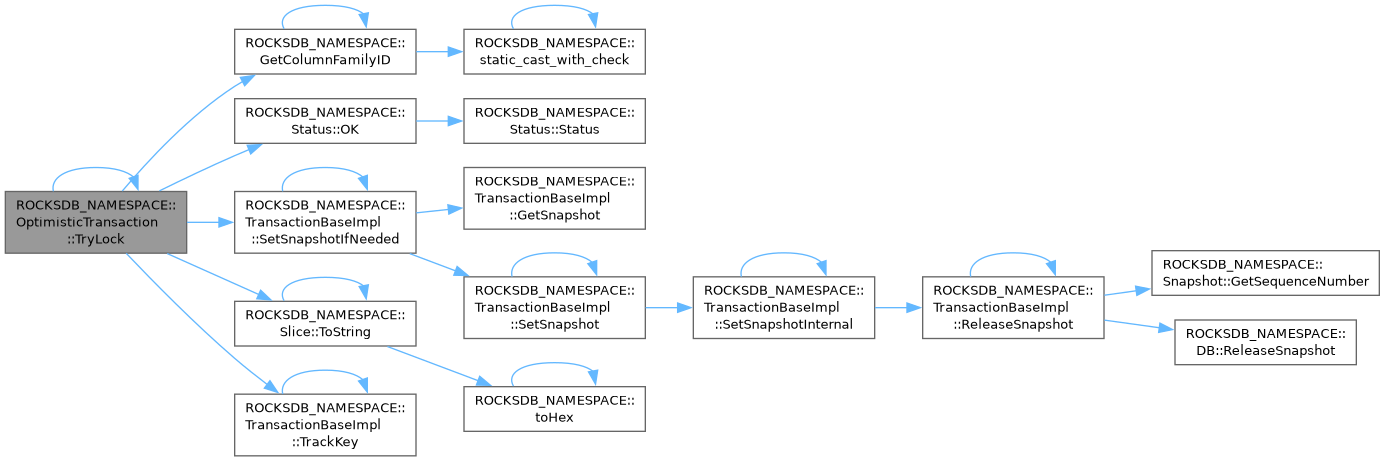 ROCKSDB_NAMESPACE::
OptimisticTransaction
::TryLock
ROCKSDB_NAMESPACE::
GetColumnFamilyID
ROCKSDB_NAMESPACE::
static_cast_with_check
ROCKSDB_NAMESPACE::
Status::OK
ROCKSDB_NAMESPACE::
Status::Status
ROCKSDB_NAMESPACE::
TransactionBaseImpl
::SetSnapshotIfNeeded
ROCKSDB_NAMESPACE::
TransactionBaseImpl
::GetSnapshot
ROCKSDB_NAMESPACE::
TransactionBaseImpl
::SetSnapshot
ROCKSDB_NAMESPACE::
TransactionBaseImpl
::SetSnapshotInternal
ROCKSDB_NAMESPACE::
TransactionBaseImpl
::ReleaseSnapshot
ROCKSDB_NAMESPACE::
Snapshot::GetSequenceNumber
ROCKSDB_NAMESPACE::
DB::ReleaseSnapshot
ROCKSDB_NAMESPACE::
Slice::ToString
ROCKSDB_NAMESPACE::
toHex
ROCKSDB_NAMESPACE::
TransactionBaseImpl
::TrackKey